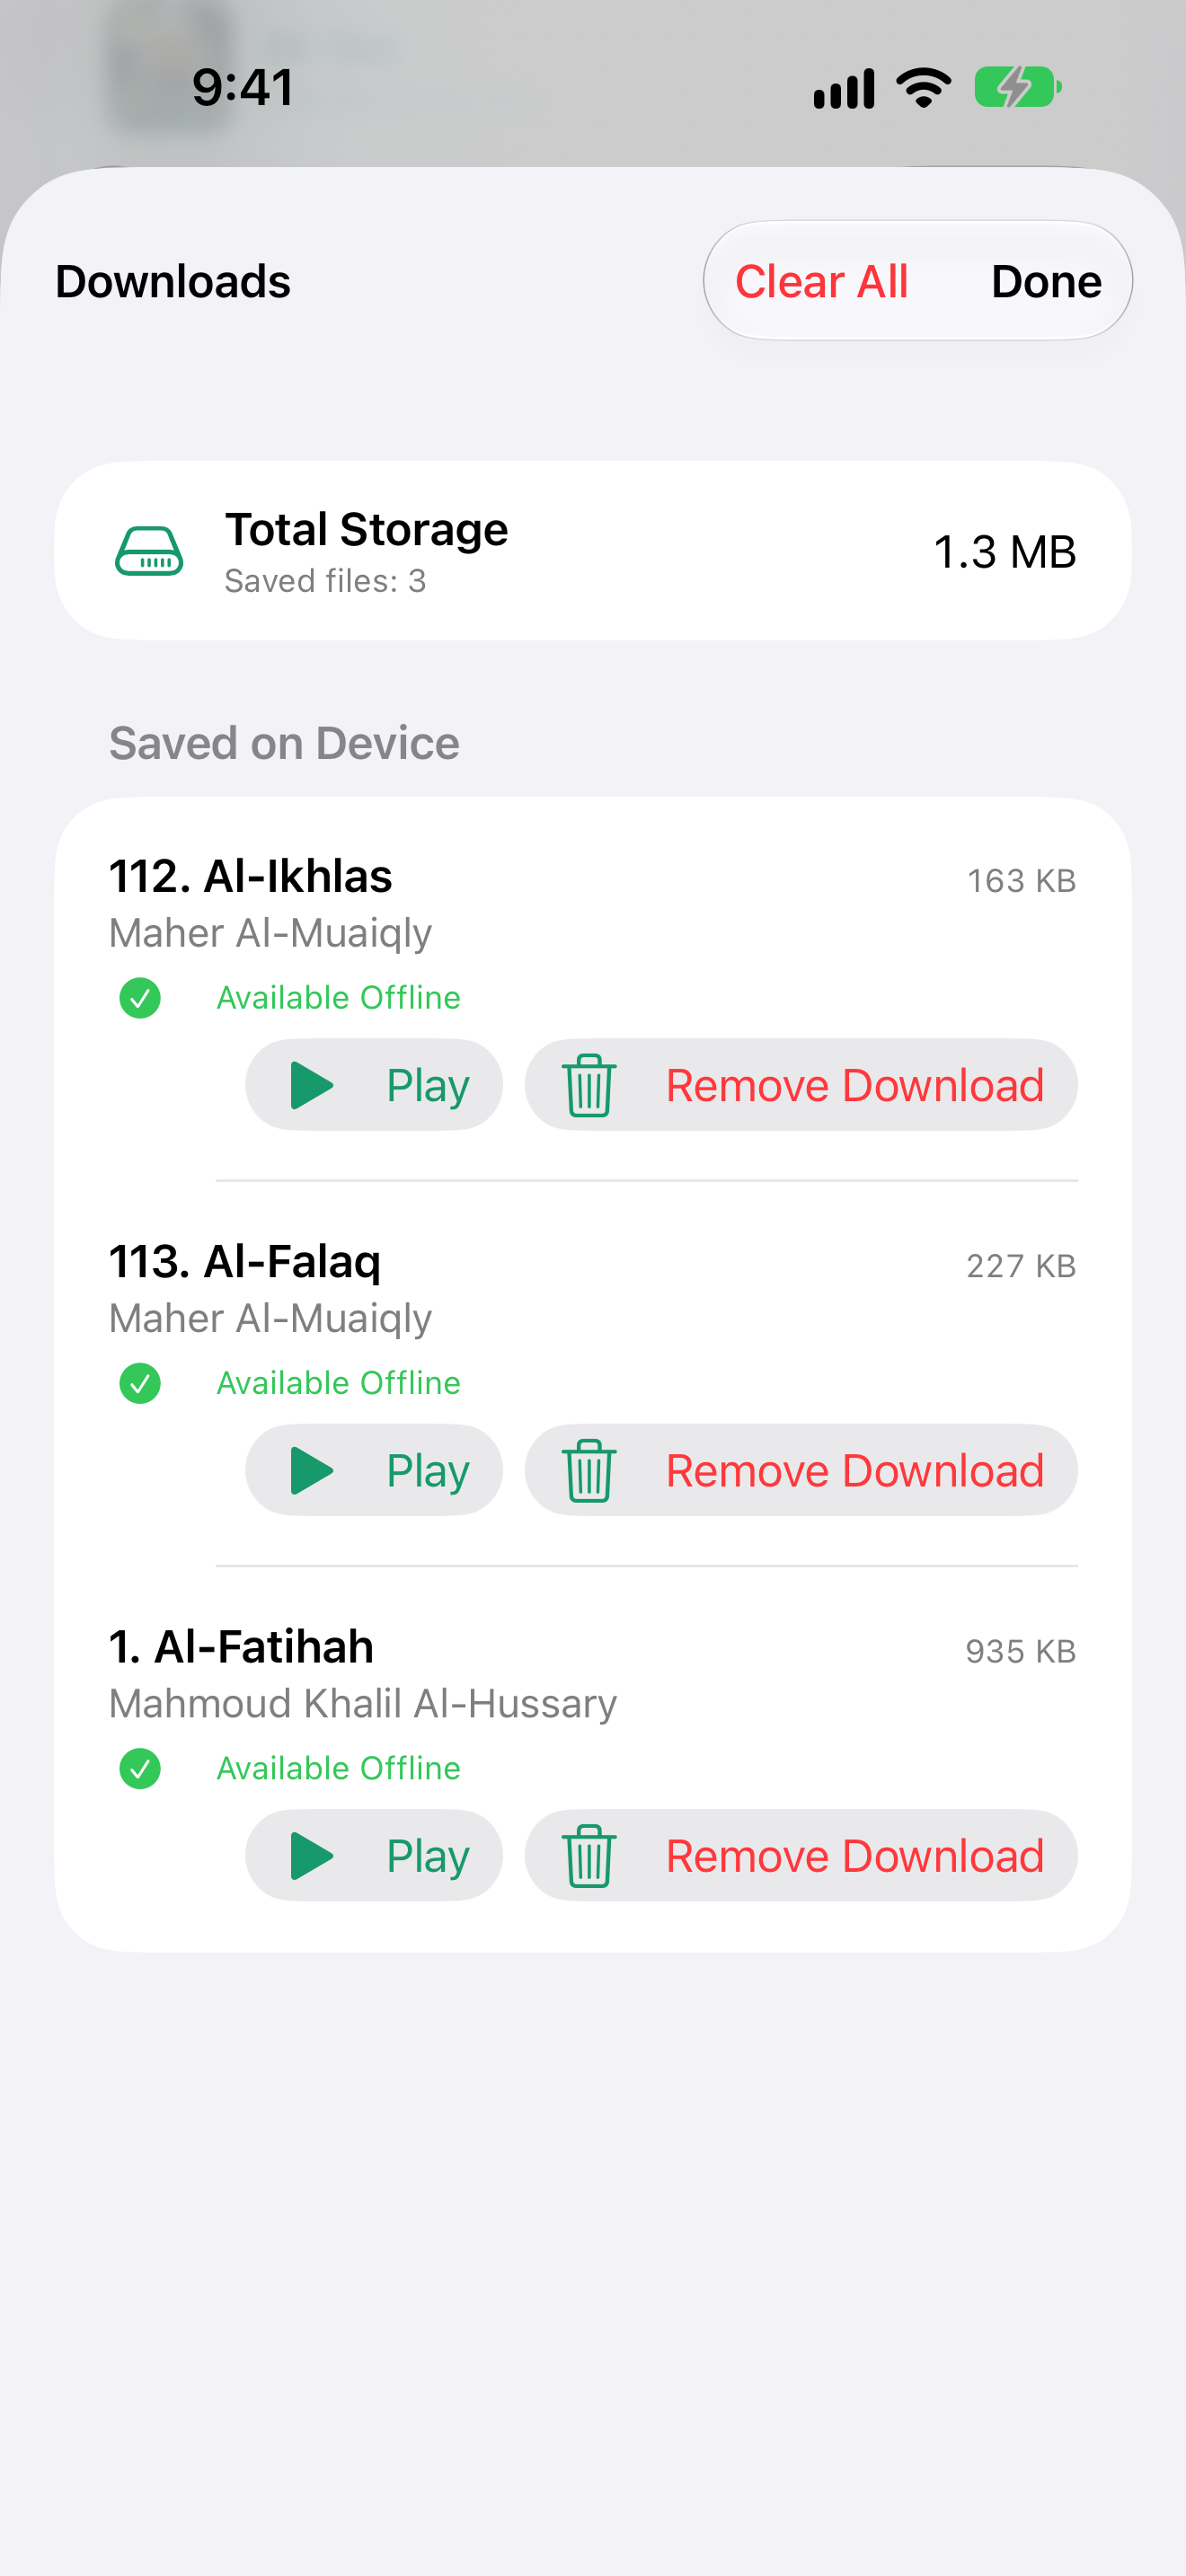 9:41
Downloads
Clear All
Done
Total Storage
Saved files: 3
1.3 MB
Saved on Device
112. Al-Ikhlas
163 KB
Maher Al-Muaiqly
Available Offline
Play
Remove Download
113. Al-Falaq
227 KB
Maher Al-Muaiqly
Available Offline
Play
Remove Download
1. Al-Fatihah
935 KB
Mahmoud Khalil Al-Hussary
Available Offline
Play
Remove Download